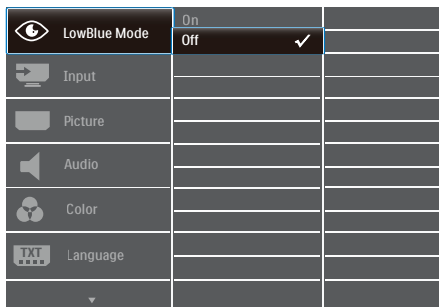 LowBlue Mode
On
Off
Input
Picture
Audio
Color
TXT
Language